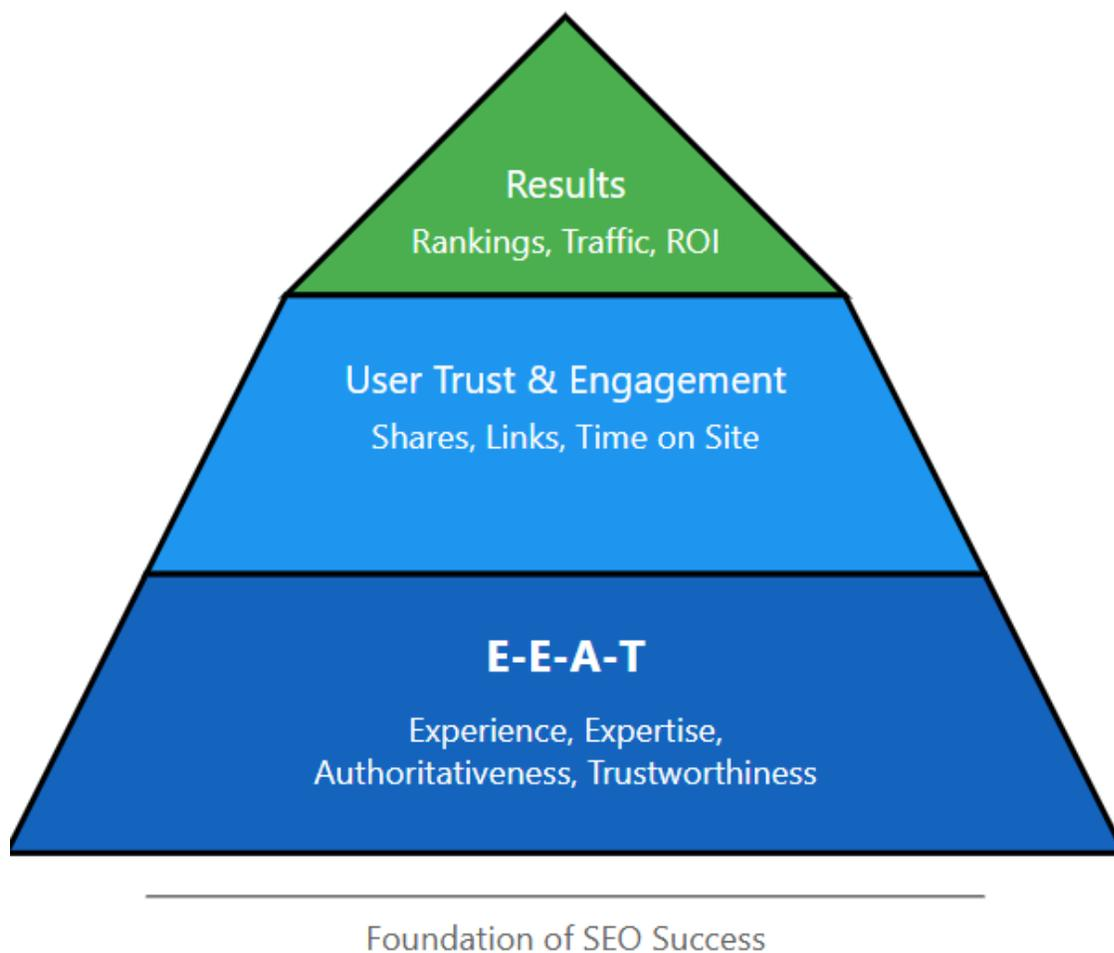 Results
Rankings, Traffic, ROI
User Trust & Engagement
Shares, Links, Time on Site
E-E-A-T
Experience, Expertise,
Authoritativeness, Trustworthiness
Foundation of SEO Success